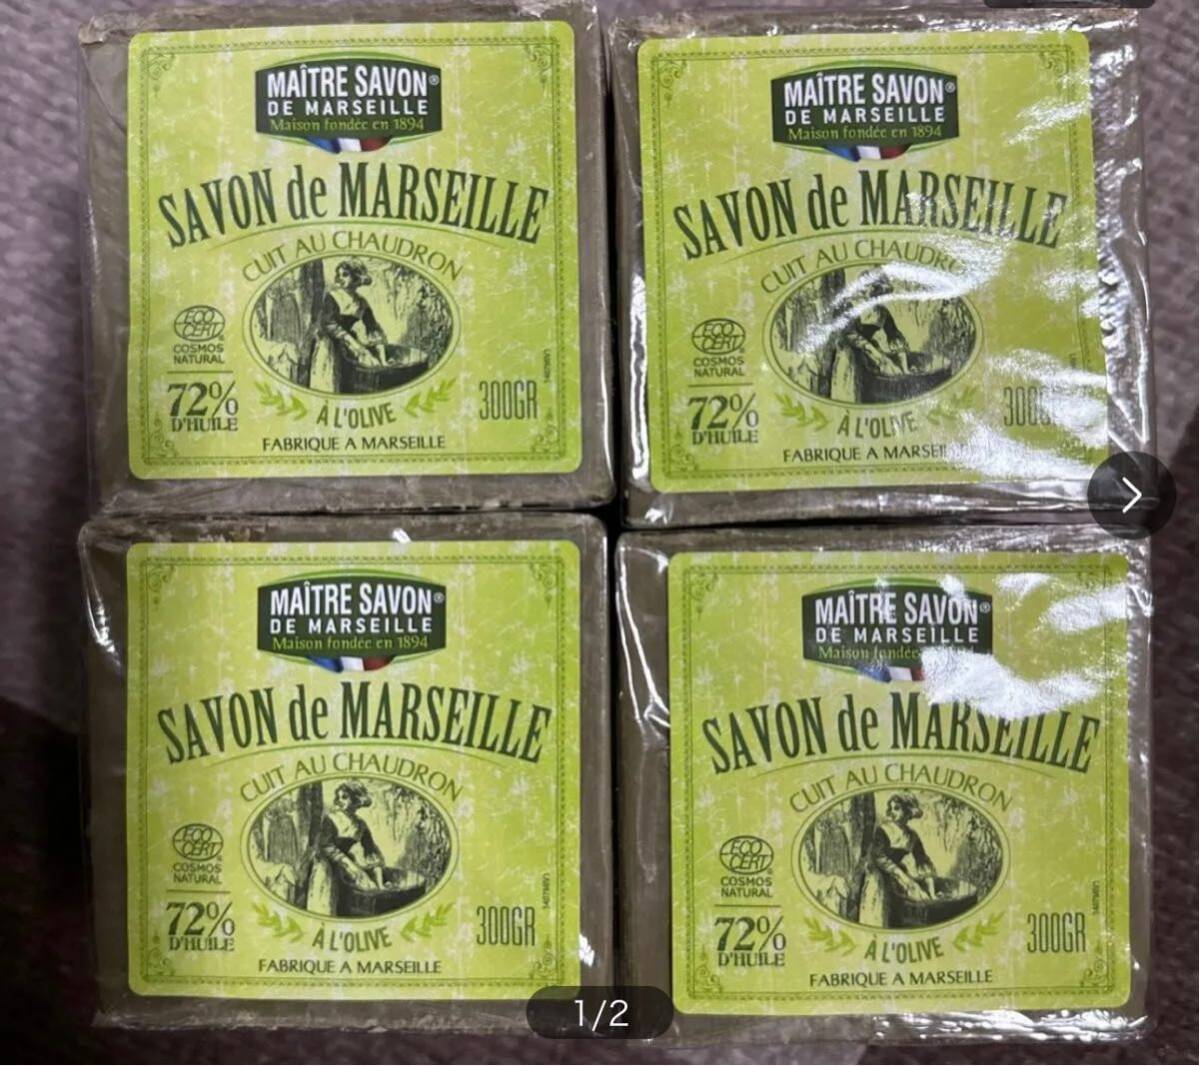 MAÎTRE SAVON®
DE MARSEILLE
Maison fondée en 1894
SAVON de MARSEILLE
CUIT AU CHAUDRON
ECO
CERT
COSMOS
NATURAL
72%
D'HUILE
À L'OLIVE
300GR
FABRIQUE A MARSEILLE
MAÎTRE SAVON®
DE MARSEILLE
Maison fondée en 1894
SAVON de MARSEILLE
CUIT AU
ECO
CERT
COSMOS
NATURAL
72%
D'HUILE
À L'OLIVE
FABRIQUE A
MAÎTRE SAVON®
DE MARSEILLE
Maison fondée en 1894
SAVON de MARSEILLE
CUIT AU CHAUDRON
ECO
CERT
COSMOS
NATURAL
72%
D'HUILE
À L'OLIVE
300GR
FABRIQUE A MARSEILLE
MAÎTRE SAVON®
DE MARSEILLE
Maison fondée
SAVON de MARSEILLE
CUIT AU CHAUDRON
ECO
CERT
COSMOS
NATURAL
72%
D'HUILE
À L'OLIVE
300GR
FABRIQUE A MARSEILLE
1/2